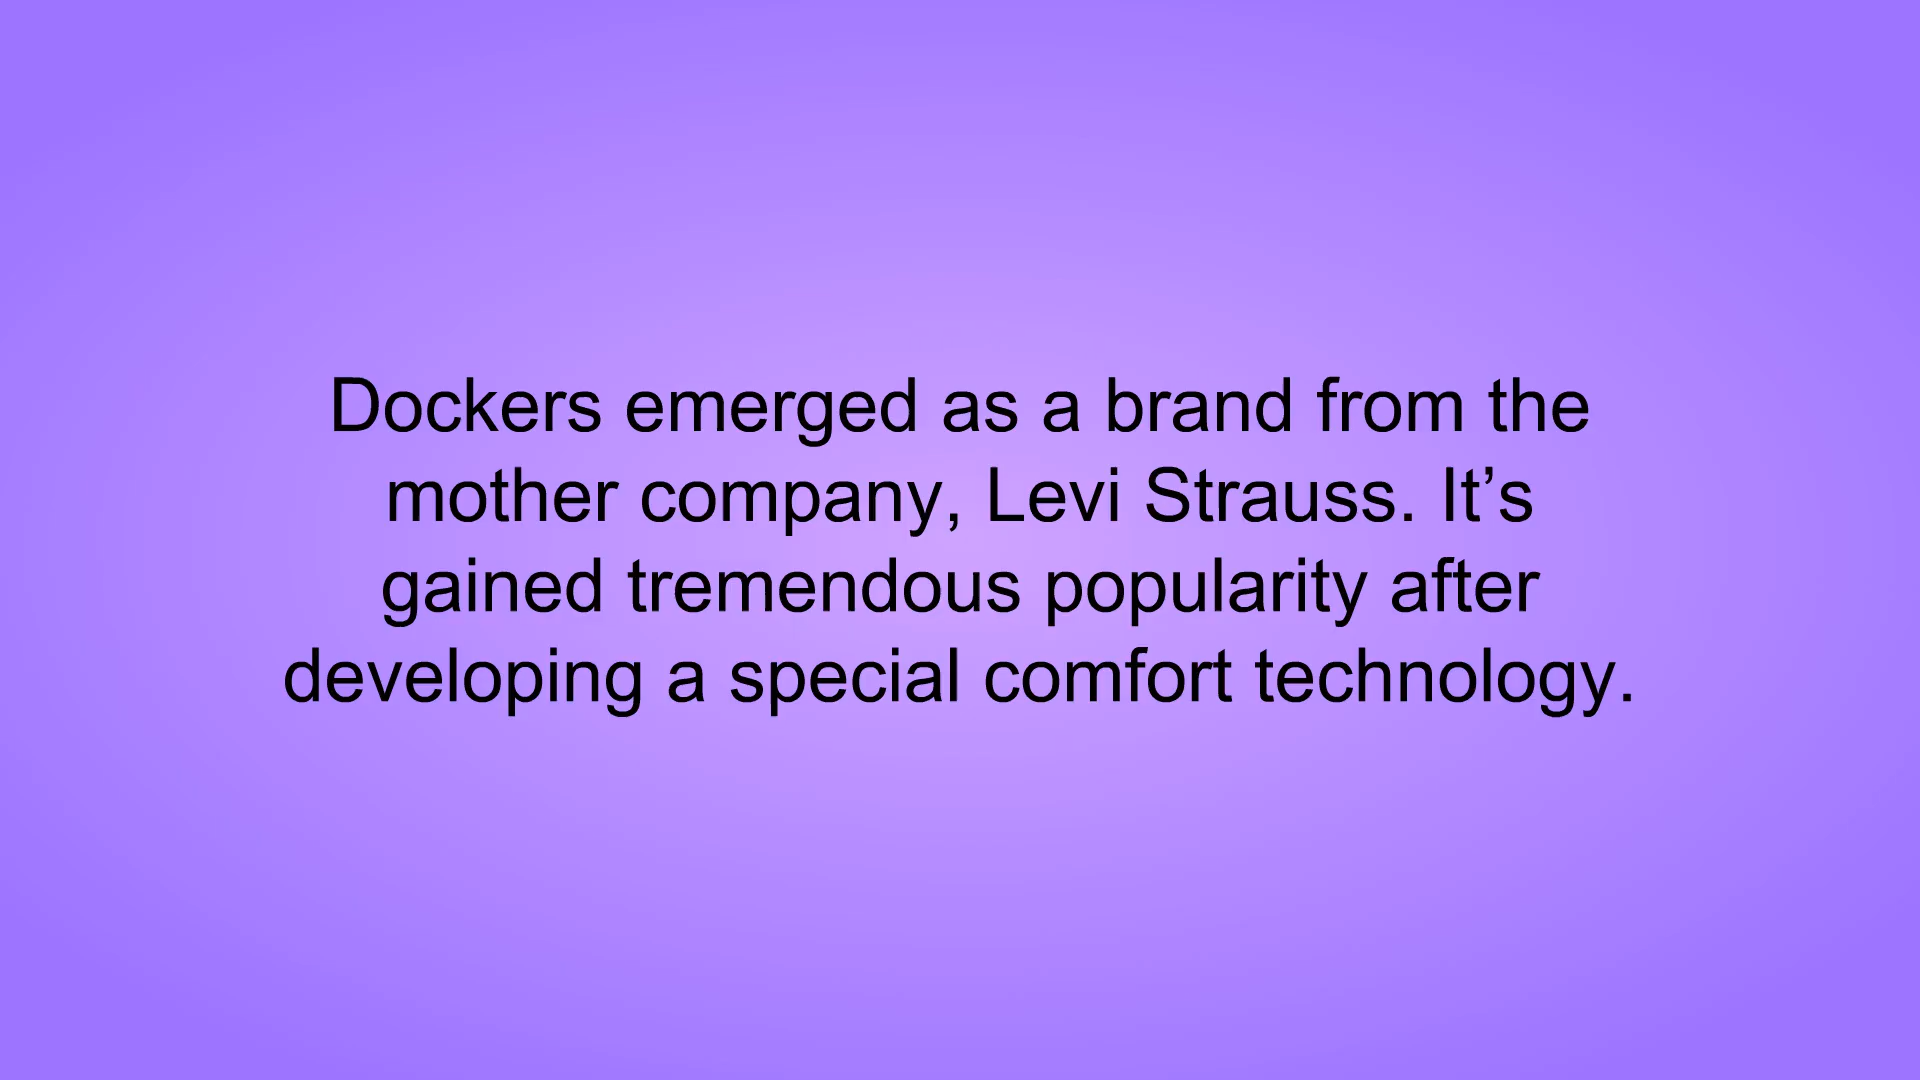 Dockers emerged as a brand from the
mother company, Levi Strauss. It’s
gained tremendous popularity after
developing a special comfort technology.